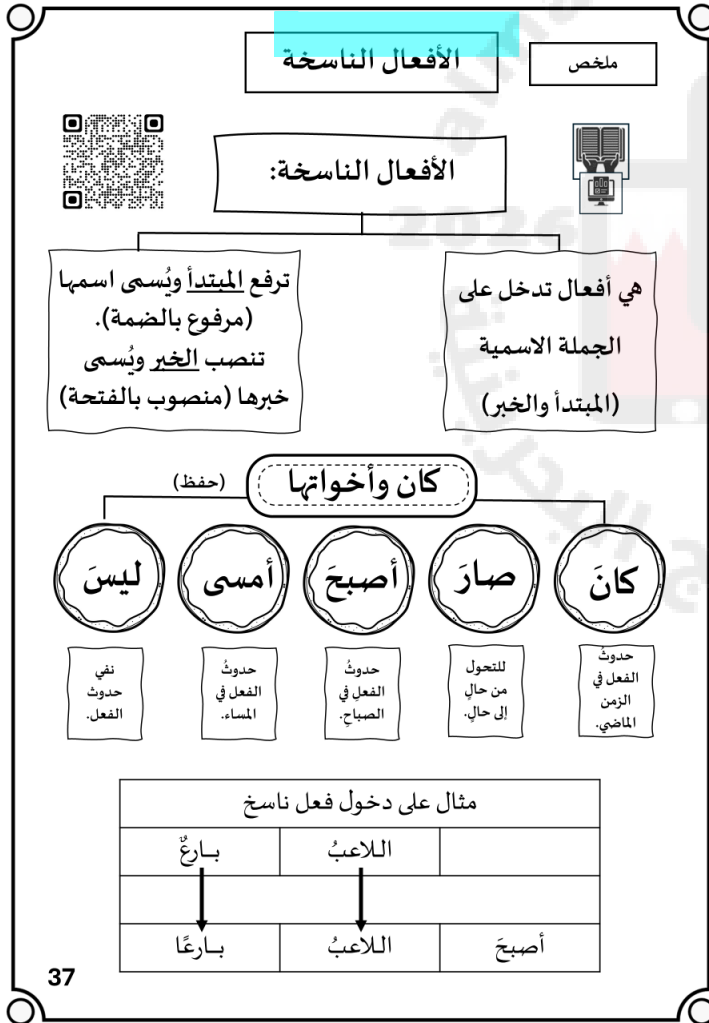 ملخص
الأفعال الناسخة
الأفعال الناسخة:
هي أفعال تدخل على
الجملة الاسمية
(المبتدأ والخبر)
ترفع المبتدأ ويُسمى اسمها
(مرفوع بالضمة).
تنصب الخبر ويُسمى
خبرها (منصوب بالفتحة)
كان وأخواتها
(حفظ)
كانَ
صارَ
أصبحَ
أمسى
ليسَ
حدوثُ
الفعل في
الزمن
الماضي.
للتحول
من حالٍ
إلى حالٍ.
حدوثُ
الفعلِ في
الصباحِ.
حدوثُ
الفعل في
المساء.
نفي
حدوث
الفعل.
مثال على دخول فعل ناسخ
اللاعبُ بارعٌ
أصبحَ اللاعبُ بارعًا
37
2026